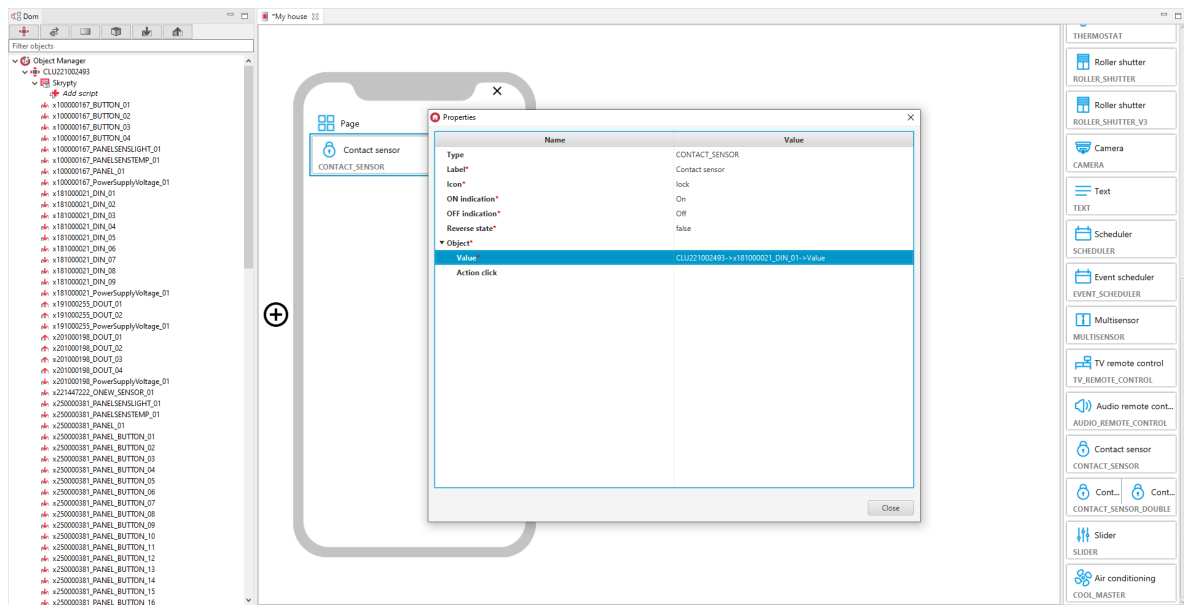 Dom
*My house
Filter objects
Object Manager
CLU221002493
Skrypty
Add script
x100000167_BUTTON_01
x100000167_BUTTON_02
x100000167_BUTTON_03
x100000167_BUTTON_04
x100000167_PANELSENSLIGHT_01
x100000167_PANELSENSTEMP_01
x100000167_PANEL_01
x100000167_PowerSupplyVoltage_01
x181000021_DIN_01
x181000021_DIN_02
x181000021_DIN_03
x181000021_DIN_04
x181000021_DIN_05
x181000021_DIN_06
x181000021_DIN_07
x181000021_DIN_08
x181000021_DIN_09
x181000021_PowerSupplyVoltage_01
x191000255_DOUT_01
x191000255_DOUT_02
x191000255_PowerSupplyVoltage_01
x201000198_DOUT_01
x201000198_DOUT_02
x201000198_DOUT_03
x201000198_DOUT_04
x201000198_PowerSupplyVoltage_01
x221447222_ONEW_SENSOR_01
x250000381_PANELSENSLIGHT_01
x250000381_PANELSENSTEMP_01
x250000381_PANEL_01
x250000381_PANEL_BUTTON_01
x250000381_PANEL_BUTTON_02
x250000381_PANEL_BUTTON_03
x250000381_PANEL_BUTTON_04
x250000381_PANEL_BUTTON_05
x250000381_PANEL_BUTTON_06
x250000381_PANEL_BUTTON_07
x250000381_PANEL_BUTTON_08
x250000381_PANEL_BUTTON_09
x250000381_PANEL_BUTTON_10
x250000381_PANEL_BUTTON_11
x250000381_PANEL_BUTTON_12
x250000381_PANEL_BUTTON_13
x250000381_PANEL_BUTTON_14
x250000381_PANEL_BUTTON_15
x250000381_PANEL_BUTTON_16
Page
Contact sensor
CONTACT_SENSOR
Properties
Name Value
Type CONTACT_SENSOR
Label* Contact sensor
Icon* lock
ON indication* On
OFF indication* Off
Reverse state* false
Object*
Value* CLU221002493->x181000021_DIN_01->Value
Action click
Close
THERMOSTAT
Roller shutter
ROLLER_SHUTTER
Roller shutter
ROLLER_SHUTTER_V3
Camera
CAMERA
Text
TEXT
Scheduler
SCHEDULER
Event scheduler
EVENT_SCHEDULER
Multisensor
MULTISENSOR
TV remote control
TV_REMOTE_CONTROL
Audio remote cont...
AUDIO_REMOTE_CONTROL
Contact sensor
CONTACT_SENSOR
Cont... Cont...
CONTACT_SENSOR_DOUBLE
Slider
SLIDER
Air conditioning
COOL_MASTER